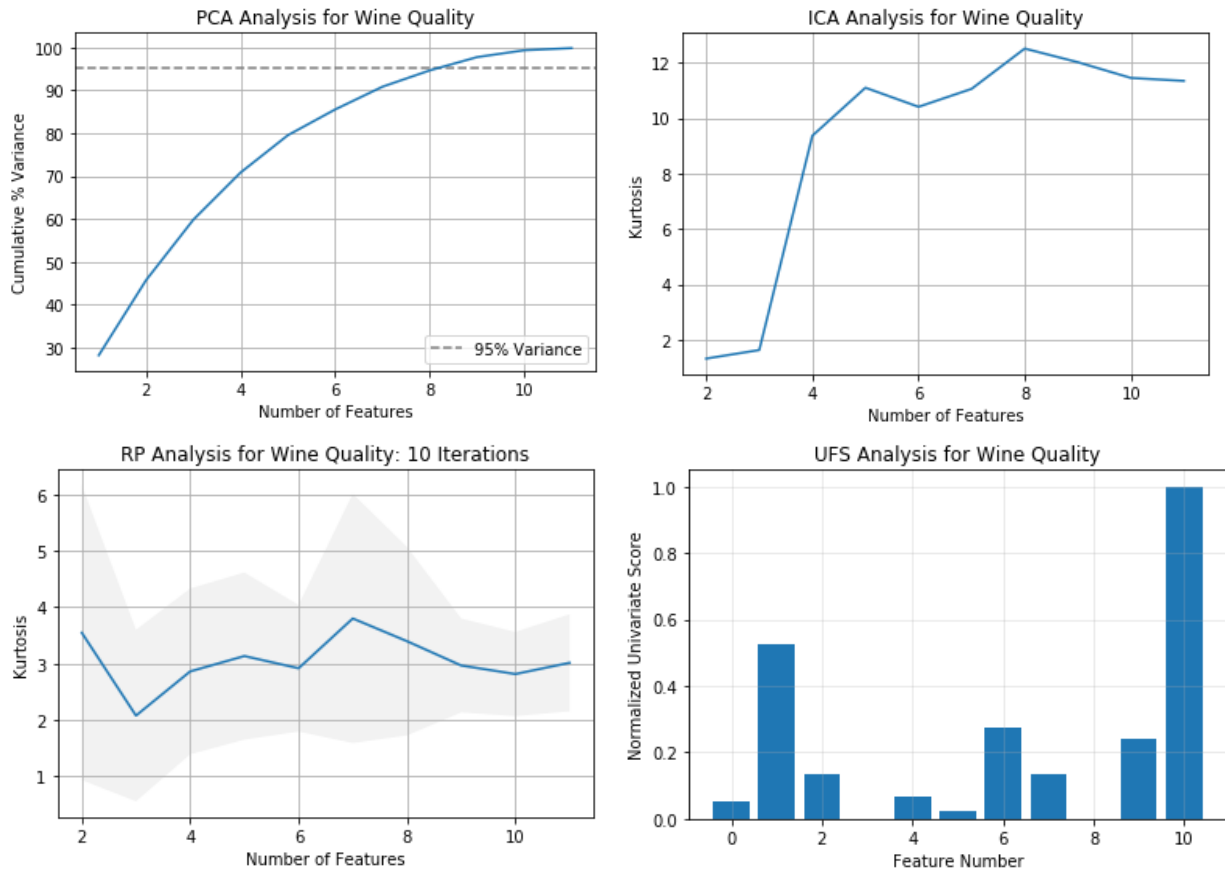 PCA Analysis for Wine Quality
100
90
80
70
60
50
40
30
Cumulative % Variance
95% Variance
2 4 6 8 10
Number of Features
ICA Analysis for Wine Quality
12
10
8
6
4
2
Kurtosis
2 4 6 8 10
Number of Features
RP Analysis for Wine Quality: 10 Iterations
6
5
4
3
2
1
Kurtosis
2 4 6 8 10
Number of Features
UFS Analysis for Wine Quality
1.0
0.8
0.6
0.4
0.2
0.0
Normalized Univariate Score
0 2 4 6 8 10
Feature Number